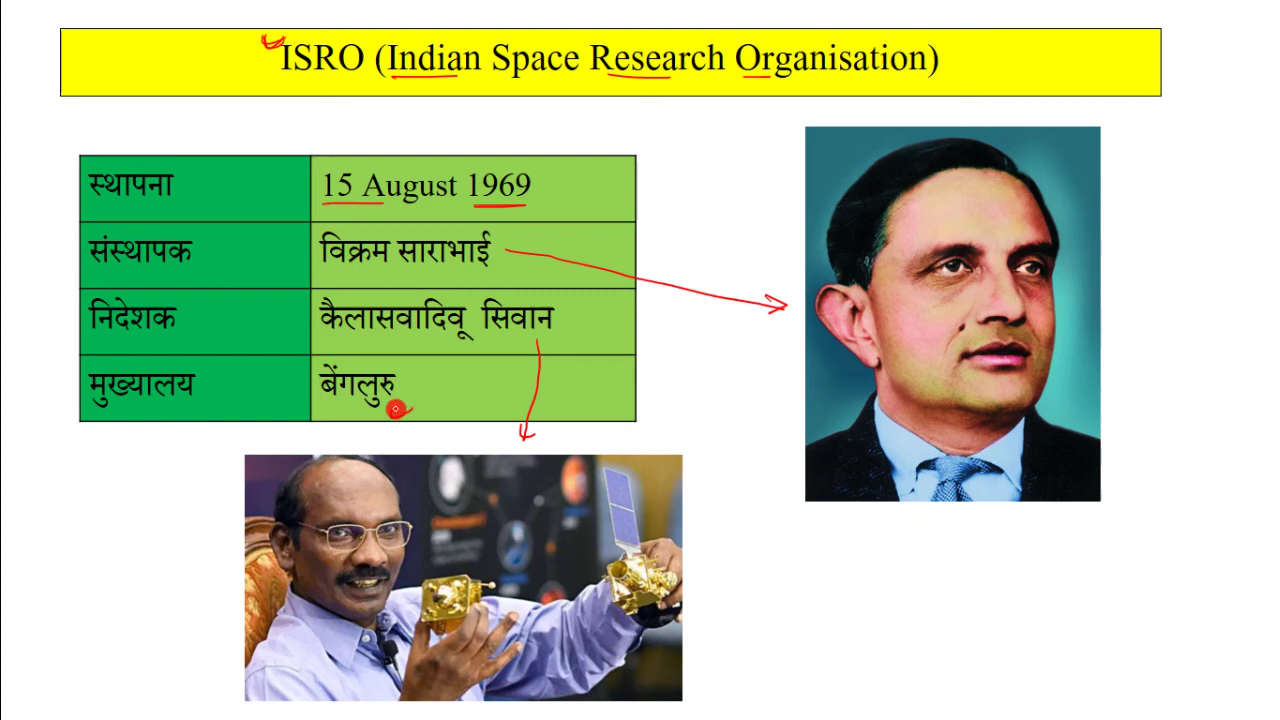 ISRO (Indian Space Research Organisation)
स्थापना 15 August 1969
संस्थापक विक्रम साराभाई
निदेशक कैलासवादिवू सिवान
मुख्यालय बेंगलुरु